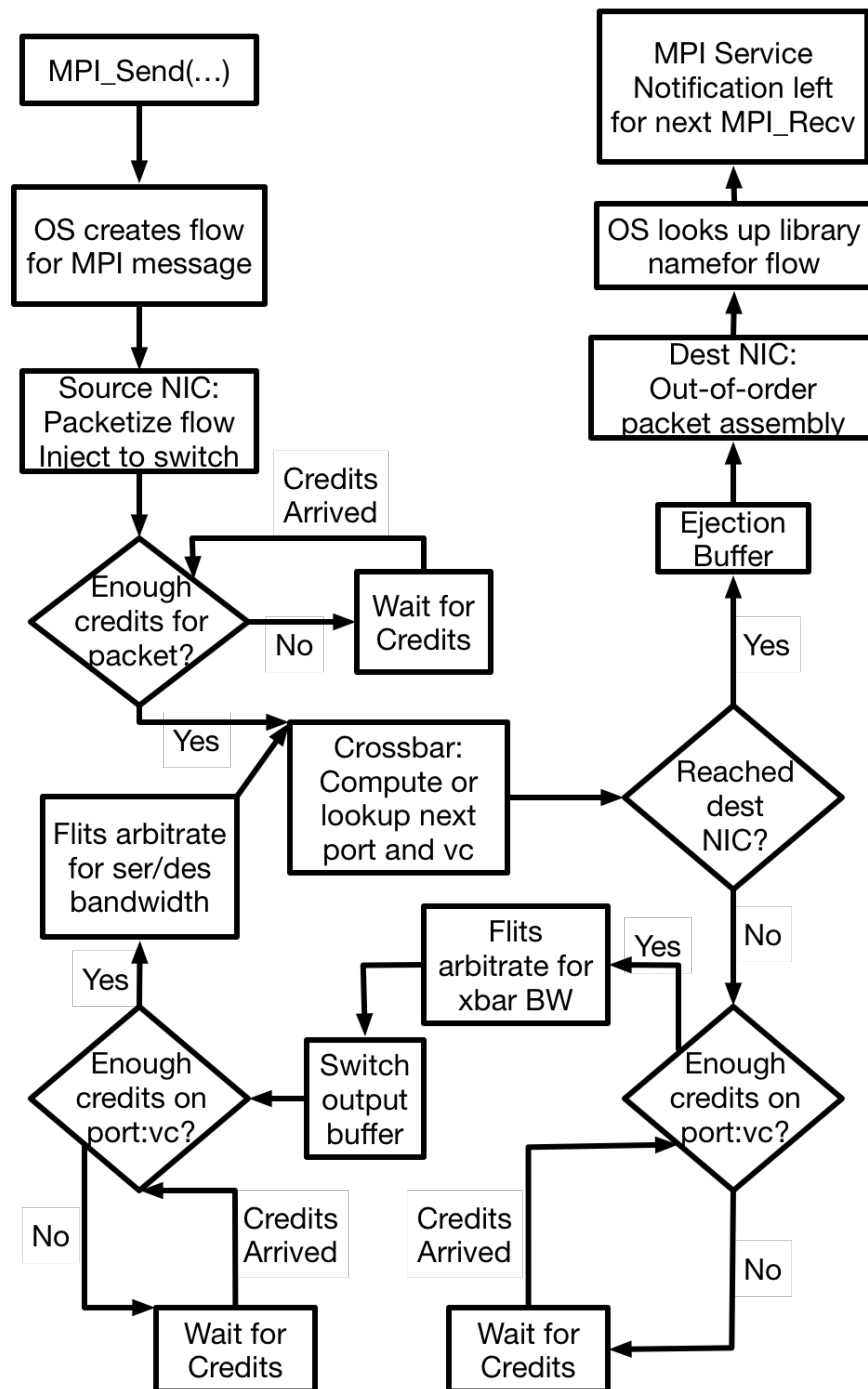 MPI_Send(...)
OS creates flow
for MPI message
Source NIC:
Packetize flow
Inject to switch
Credits
Arrived
Enough
credits for
packet?
No
Wait for
Credits
Yes
Crossbar:
Compute or
lookup next
port and vc
Reached
dest
NIC?
Yes
Ejection
Buffer
Dest NIC:
Out-of-order
packet assembly
OS looks up library
namefor flow
MPI Service
Notification left
for next MPI_Recv
No
Enough
credits on
port:vc?
No
Wait for
Credits
Credits
Arrived
Yes
Flits
arbitrate for
xbar BW
Switch
output
buffer
Enough
credits on
port:vc?
No
Wait for
Credits
Credits
Arrived
Yes
Flits arbitrate
for ser/des
bandwidth